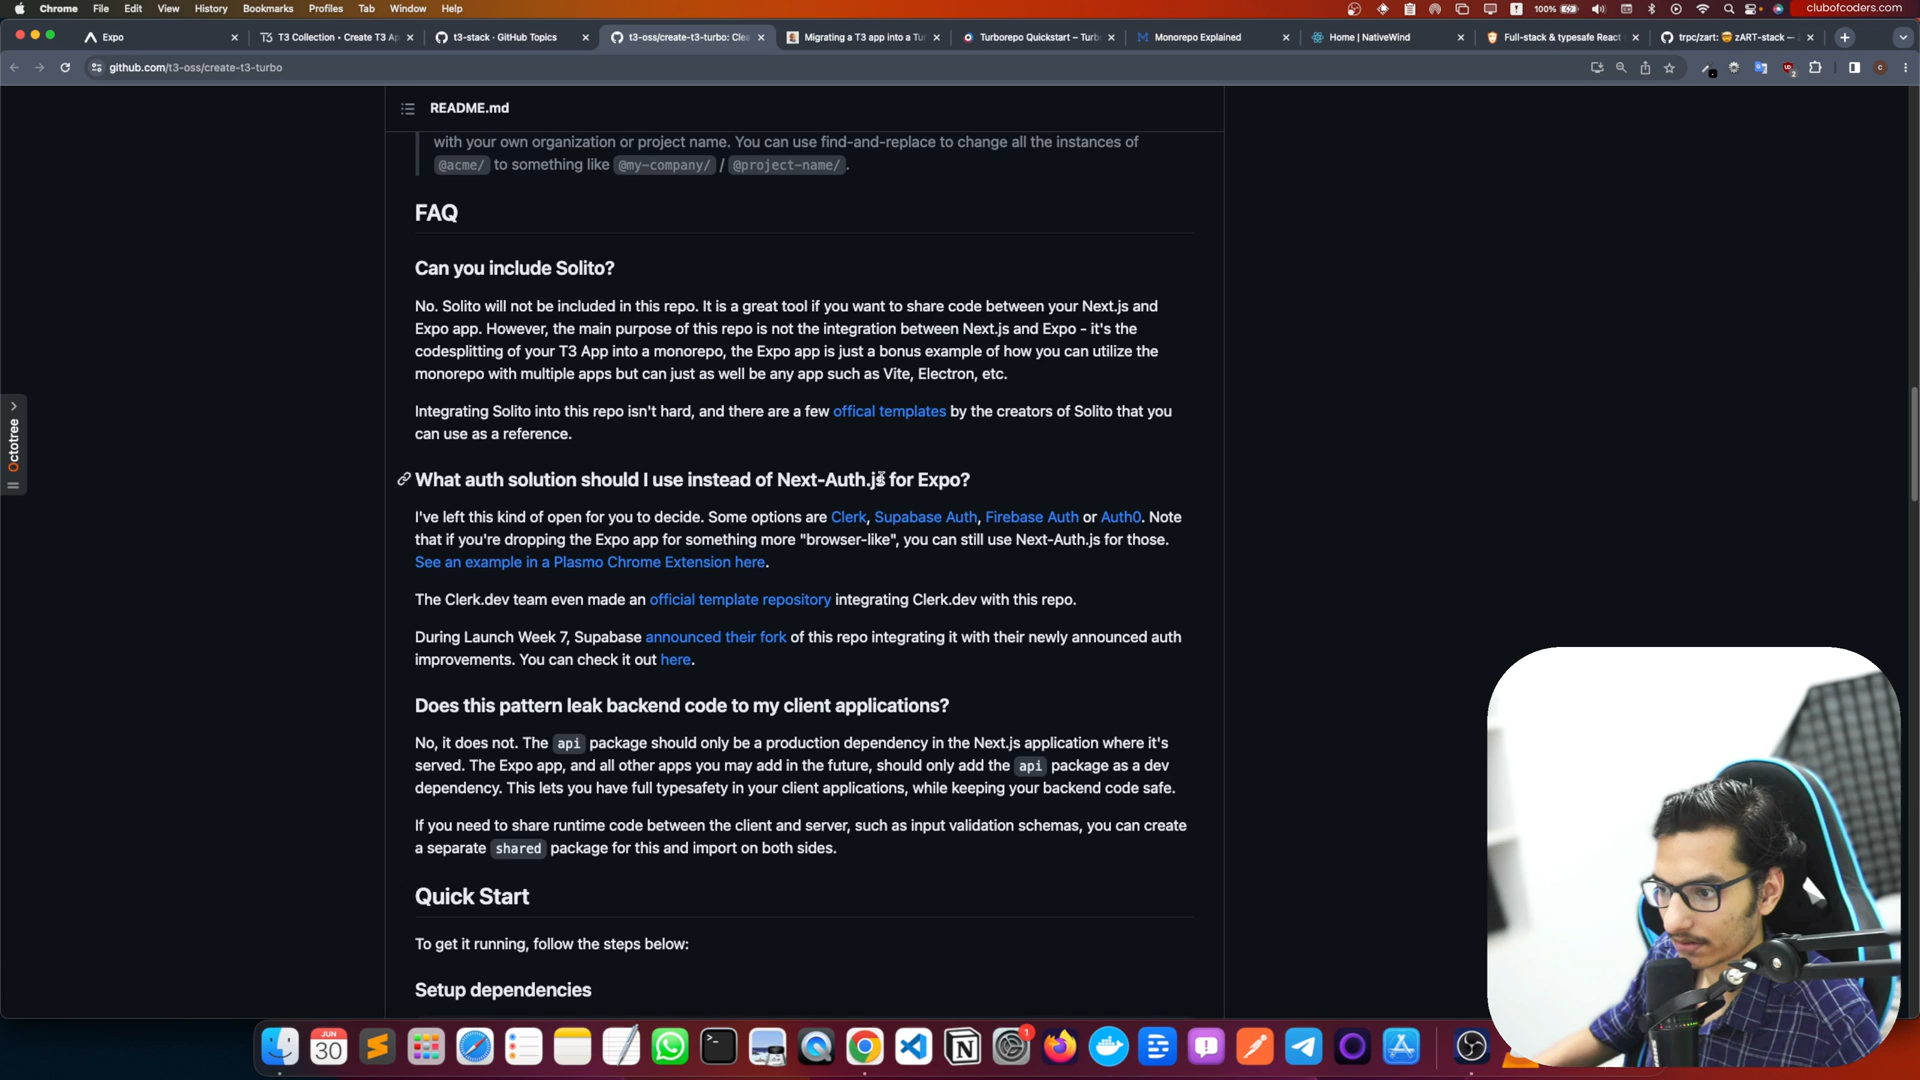 Chrome File Edit View History Bookmarks Profiles Tab Window Help 100% clubofcoders.com
Expo T3 Collection • Create T3 Ap t3-stack · GitHub Topics t3-oss/create-t3-turbo: Clea Migrating a T3 app into a Tur Turborepo Quickstart – Turbo Monorepo Explained Home | NativeWind Full-stack & typesafe React trpc/zart: zART-stack —
github.com/t3-oss/create-t3-turbo
README.md
with your own organization or project name. You can use find-and-replace to change all the instances of
@acme/ to something like @my-company/ / @project-name/.
FAQ
Can you include Solito?
No. Solito will not be included in this repo. It is a great tool if you want to share code between your Next.js and
Expo app. However, the main purpose of this repo is not the integration between Next.js and Expo - it's the
codesplitting of your T3 App into a monorepo, the Expo app is just a bonus example of how you can utilize the
monorepo with multiple apps but can just as well be any app such as Vite, Electron, etc.
Integrating Solito into this repo isn't hard, and there are a few offical templates by the creators of Solito that you
can use as a reference.
Octotree
What auth solution should I use instead of Next-Auth.js for Expo?
I've left this kind of open for you to decide. Some options are Clerk, Supabase Auth, Firebase Auth or Auth0. Note
that if you're dropping the Expo app for something more "browser-like", you can still use Next-Auth.js for those.
See an example in a Plasmo Chrome Extension here.
The Clerk.dev team even made an official template repository integrating Clerk.dev with this repo.
During Launch Week 7, Supabase announced their fork of this repo integrating it with their newly announced auth
improvements. You can check it out here.
Does this pattern leak backend code to my client applications?
No, it does not. The api package should only be a production dependency in the Next.js application where it's
served. The Expo app, and all other apps you may add in the future, should only add the api package as a dev
dependency. This lets you have full typesafety in your client applications, while keeping your backend code safe.
If you need to share runtime code between the client and server, such as input validation schemas, you can create
a separate shared package for this and import on both sides.
Quick Start
To get it running, follow the steps below:
Setup dependencies
JUN
30
1